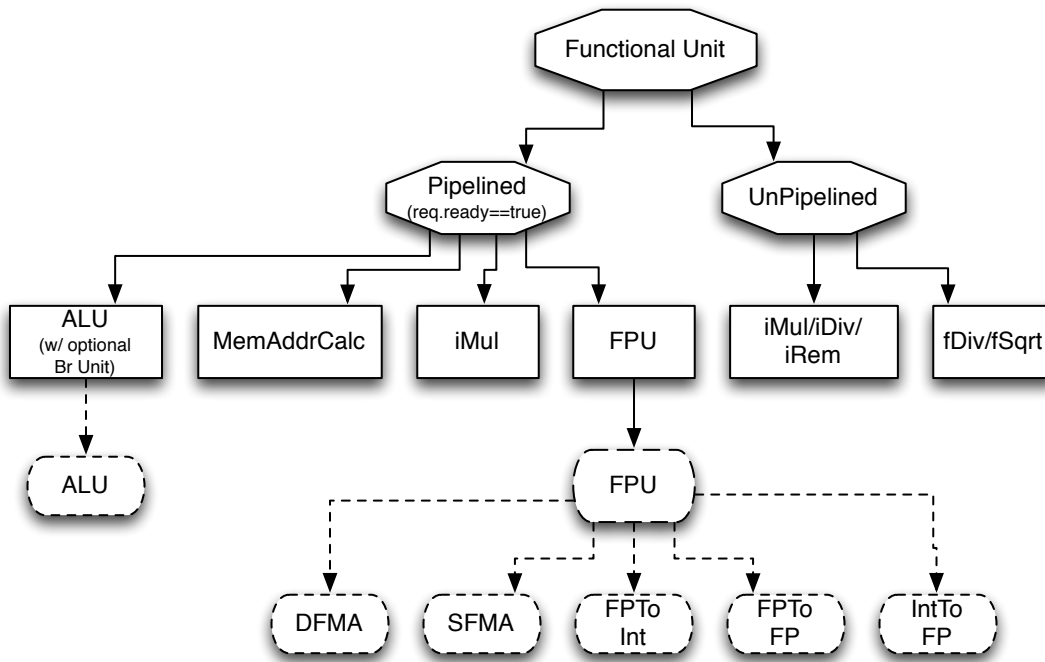 Functional Unit
Pipelined
(req.ready==true)
UnPipelined
ALU
(w/ optional
Br Unit)
MemAddrCalc
iMul
FPU
iMul/iDiv/
iRem
fDiv/fSqrt
ALU
FPU
DFMA
SFMA
FPTo
Int
FPTo
FP
IntTo
FP